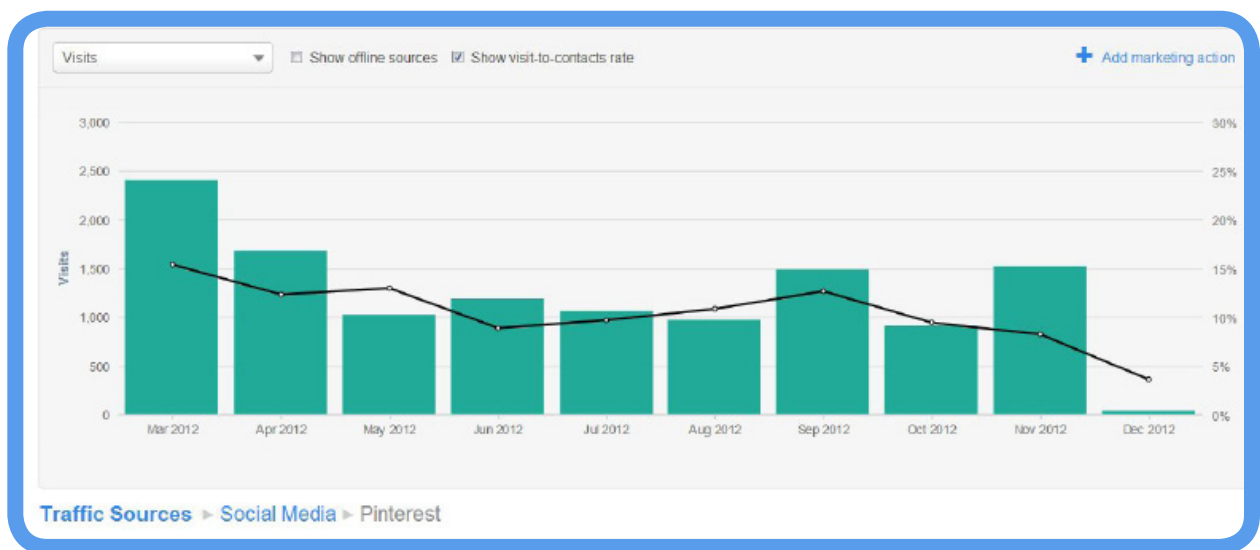 Visits Show offline sources Show visit-to-contacts rate Add marketing action
3,000 30%
2,500 25%
2,000 20%
1,500 15%
1,000 10%
500 5%
0 0%
Visits
Mar 2012 Apr 2012 May 2012 Jun 2012 Jul 2012 Aug 2012 Sep 2012 Oct 2012 Nov 2012 Dec 2012
Traffic Sources ▸ Social Media ▸ Pinterest